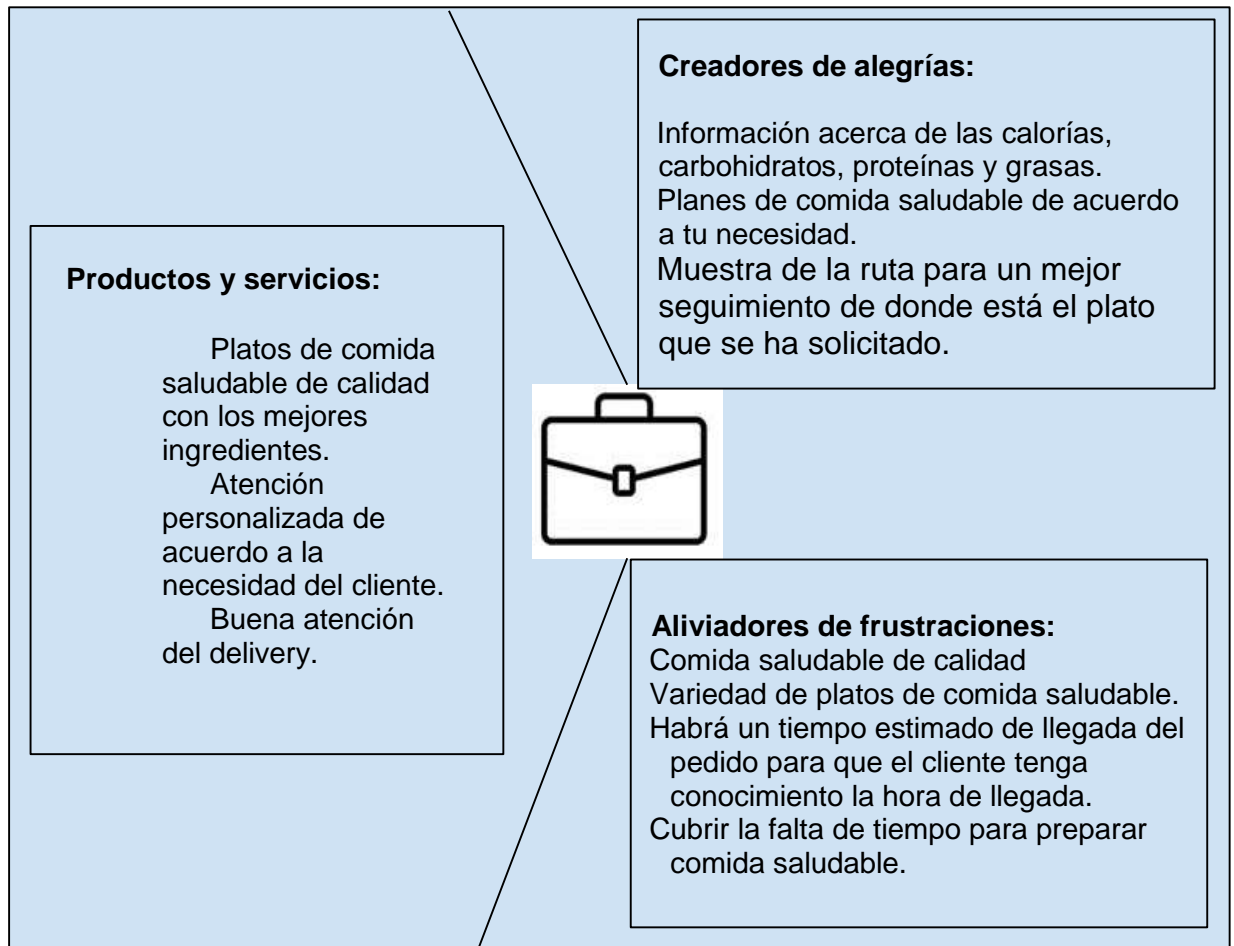 Creadores de alegrías:
Información acerca de las calorías,
carbohidratos, proteínas y grasas.
Planes de comida saludable de acuerdo
a tu necesidad.
Muestra de la ruta para un mejor
seguimiento de donde está el plato
que se ha solicitado.
Productos y servicios:
Platos de comida
saludable de calidad
con los mejores
ingredientes.
Atención
personalizada de
acuerdo a la
necesidad del cliente.
Buena atención
del delivery.
Aliviadores de frustraciones:
Comida saludable de calidad
Variedad de platos de comida saludable.
Habrá un tiempo estimado de llegada del
pedido para que el cliente tenga
conocimiento la hora de llegada.
Cubrir la falta de tiempo para preparar
comida saludable.